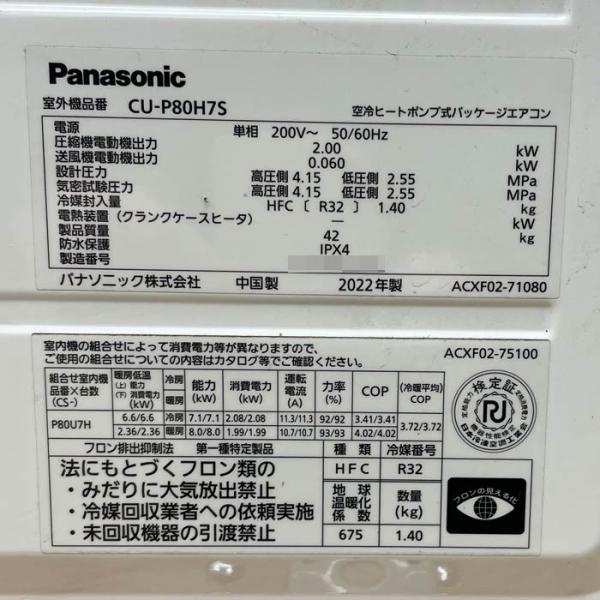 Panasonic
室外機品番 CU-P80H7S 空冷ヒートポンプ式パッケージエアコン
電源 単相 200V～ 50/60Hz
圧縮機電動機出力 2.00 kW
送風機電動機出力 0.060 kW
設計圧力 高圧側 4.15 低圧側 2.55 MPa
気密試験圧力 高圧側 4.15 低圧側 2.55 MPa
冷媒封入量 HFC〔R32〕1.40 kg
電熱装置（クランクケースヒータ） — kW
製品質量 42 kg
防水保護 IPX4
製造番号
パナソニック株式会社 中国製 2022年製 ACXF02-71080
室内機の組合せによって消費電力等が異なりますので、
ご使用の組合せについての内容はカタログ等でご確認ください。
ACXF02-75100
組合せ室内機品番×台数(CS-) 暖房低温(上)能力(下)消費電力(kW) 冷房 暖房 能力(kW) 消費電力(kW) 運転電流(A) 力率(%) COP (冷暖平均)COP
P80U7H 6.6/6.6 冷房 7.1/7.1 2.08/2.08 11.3/11.3 92/92 3.41/3.41 3.72/3.72
2.36/2.36 暖房 8.0/8.0 1.99/1.99 10.7/10.7 93/93 4.02/4.02
フロン排出抑制法 第一種特定製品
法にもとづくフロン類の
・みだりに大気放出禁止
・冷媒回収業者への依頼実施
・未回収機器の引渡禁止
種類 冷媒番号
HFC R32
地球温暖化係数 数量(kg)
675 1.40
検定証
日本冷凍空調工業会
フロンの見える化